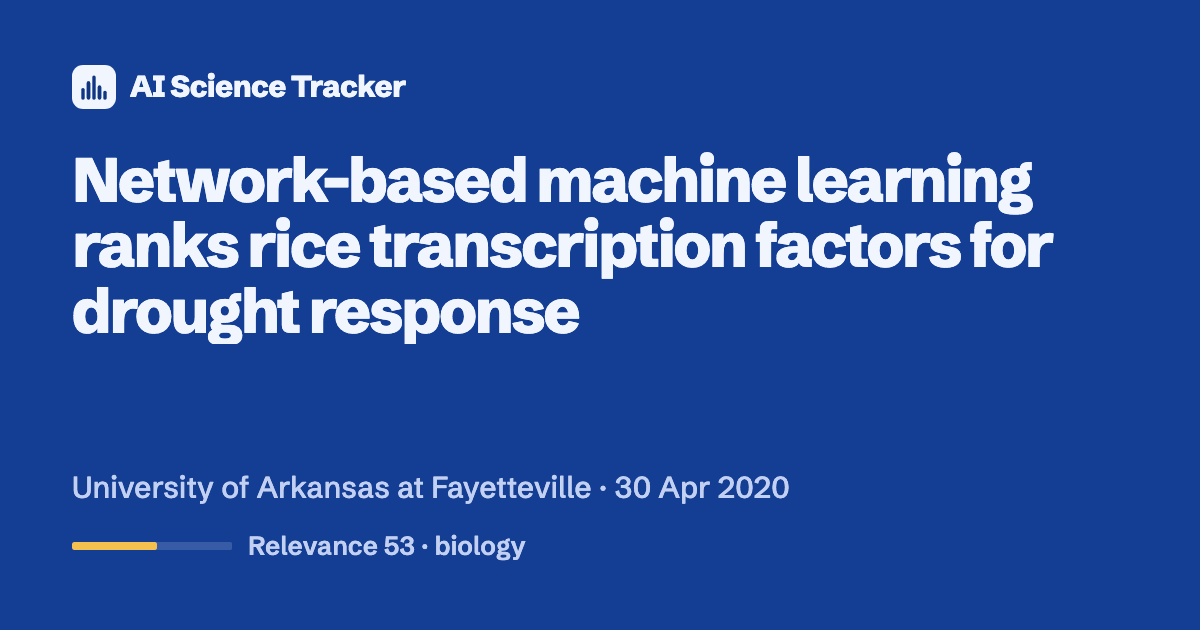 AI Science Tracker
Network-based machine learning
ranks rice transcription factors for
drought response
University of Arkansas at Fayetteville · 30 Apr 2020
Relevance 53 · biology